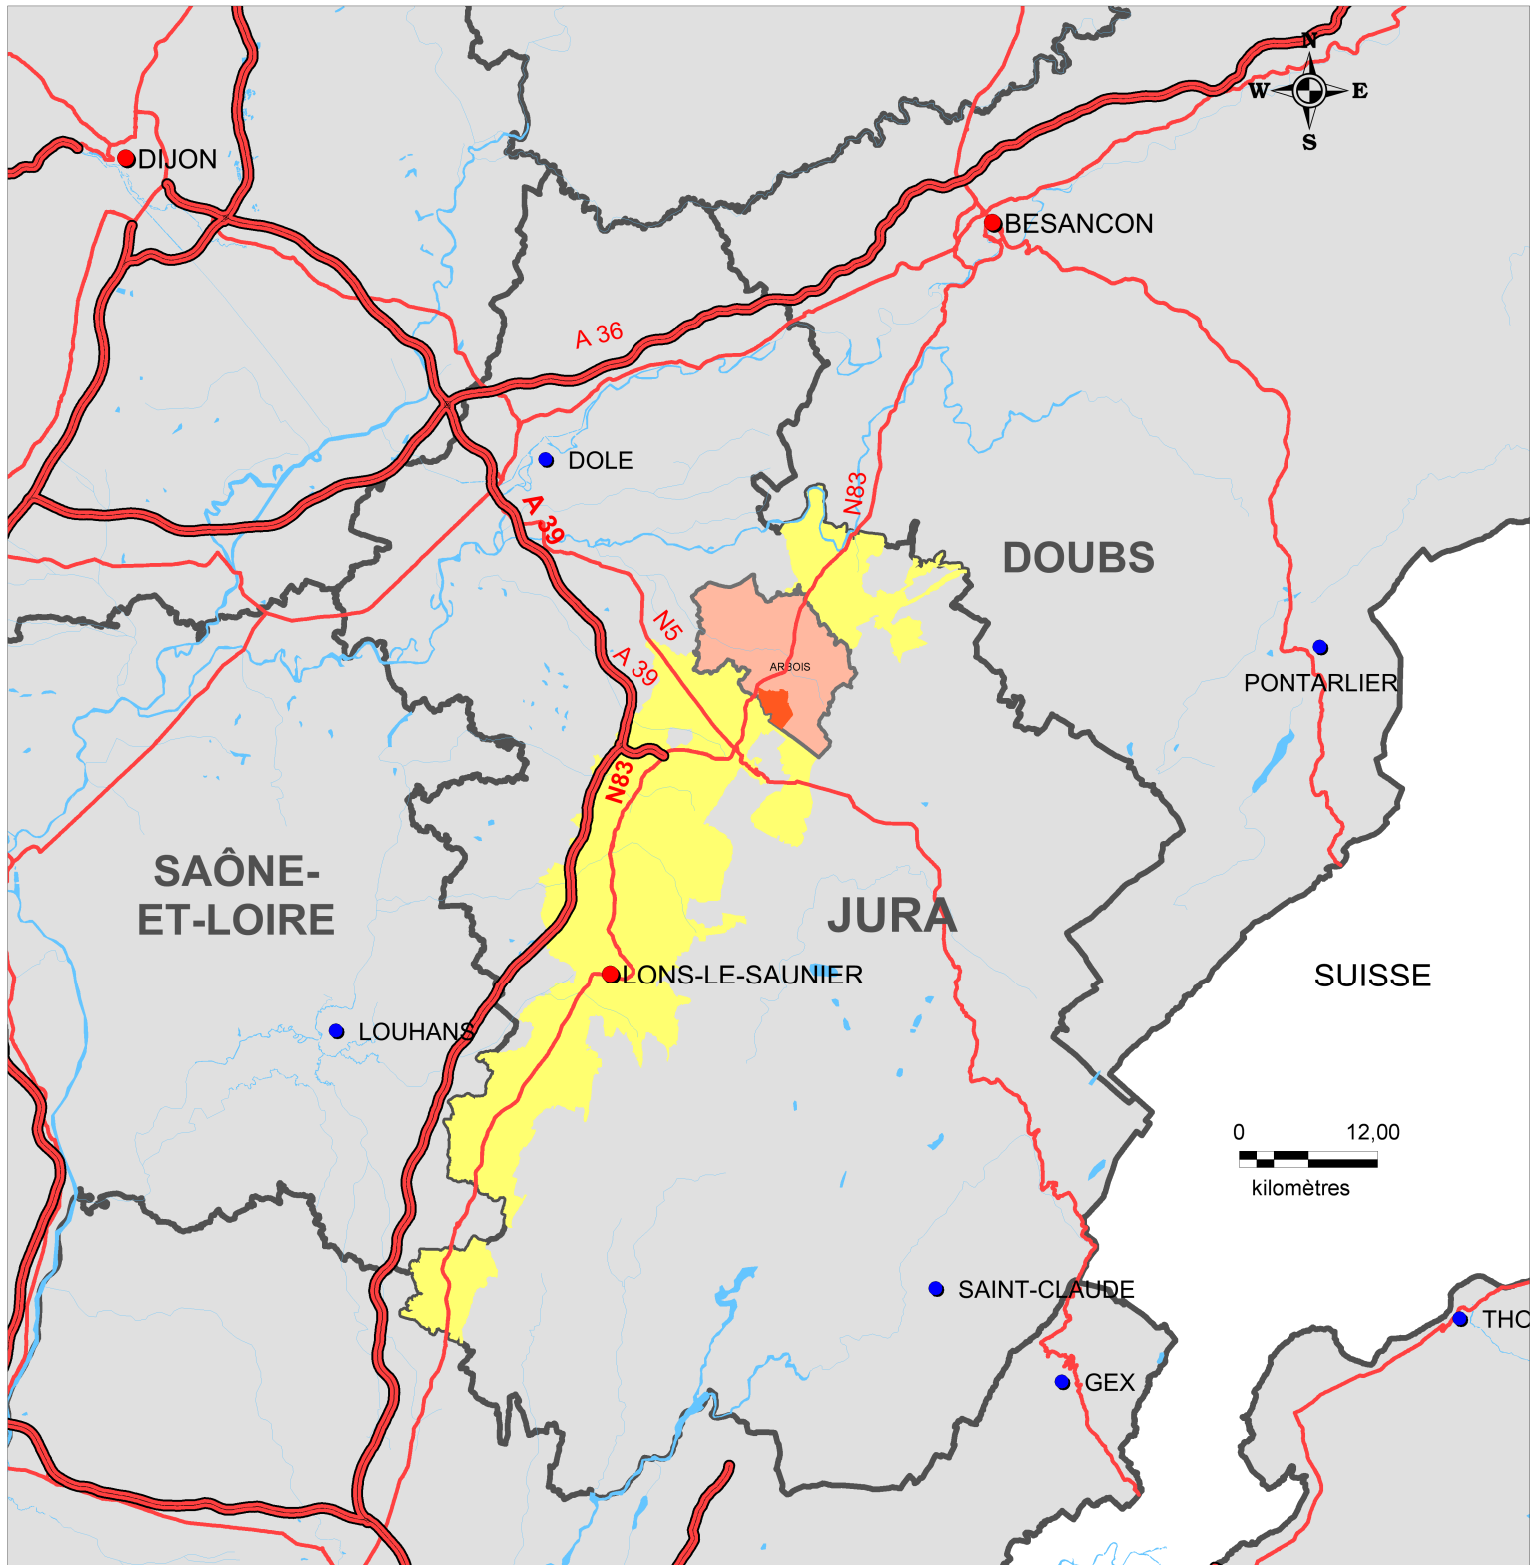 N
W E
S
DIJON
BESANCON
A 36
DOLE
N83
A 39
DOUBS
N5
A 39
ARBOIS
PONTARLIER
N83
SAÔNE-
ET-LOIRE
JURA
LONS-LE-SAUNIER
SUISSE
LOUHANS
0 12,00
kilomètres
SAINT-CLAUDE
THO
GEX